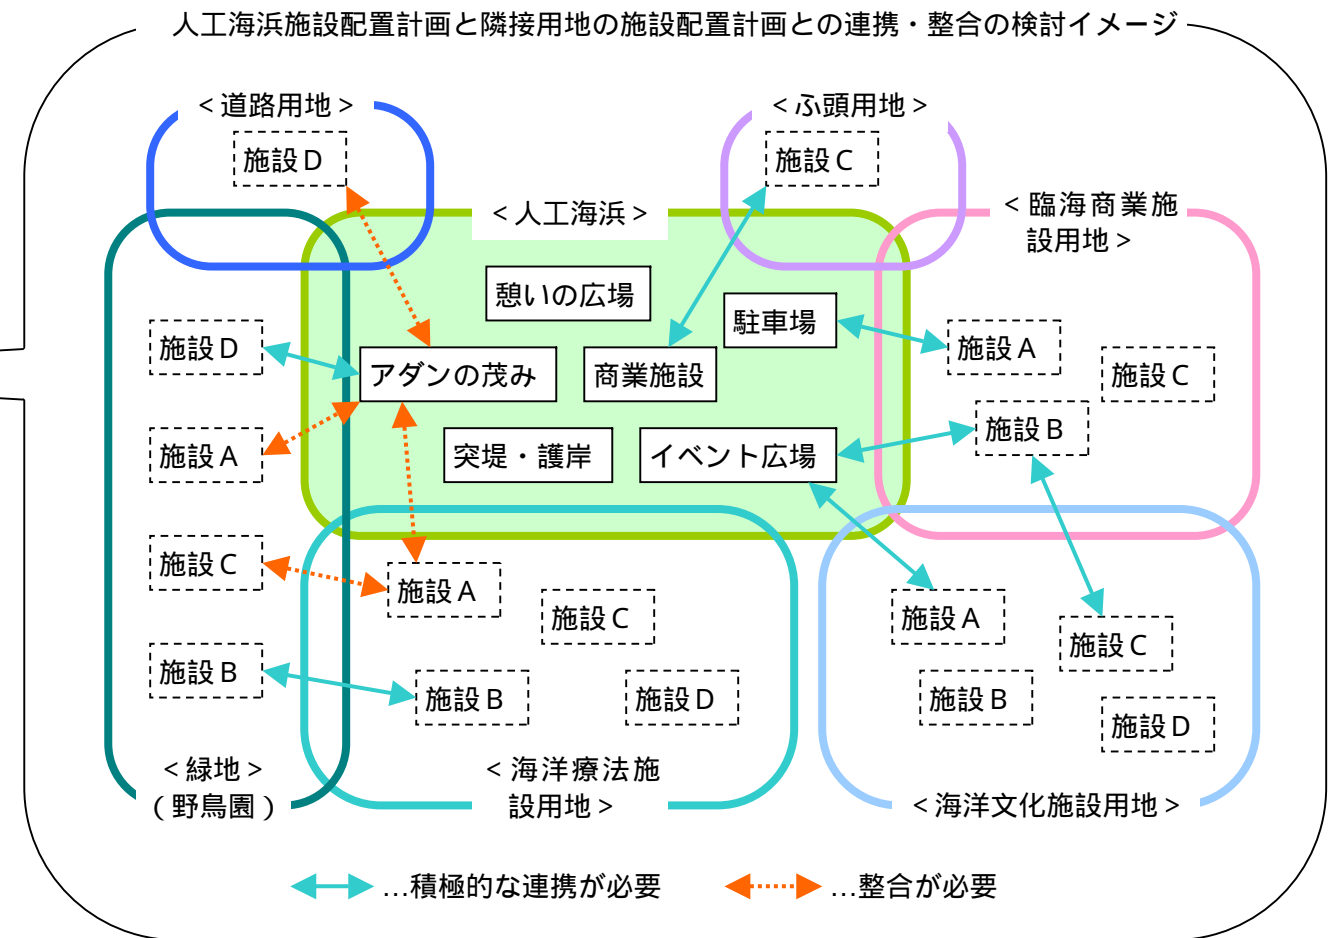 人工海浜施設配置計画と隣接用地の施設配置計画との連携・整合の検討イメージ
＜道路用地＞
施設D
＜ふ頭用地＞
施設C
＜人工海浜＞
＜臨海商業施
設用地＞
憩いの広場
駐車場
アダンの茂み
商業施設
突堤・護岸
イベント広場
施設D
施設A
施設C
施設B
＜緑地＞
（野鳥園）
施設A
施設C
施設B
施設A
施設C
施設B
施設D
＜海洋療法施
設用地＞
施設A
施設C
施設B
施設D
＜海洋文化施設用地＞
…積極的な連携が必要
…整合が必要